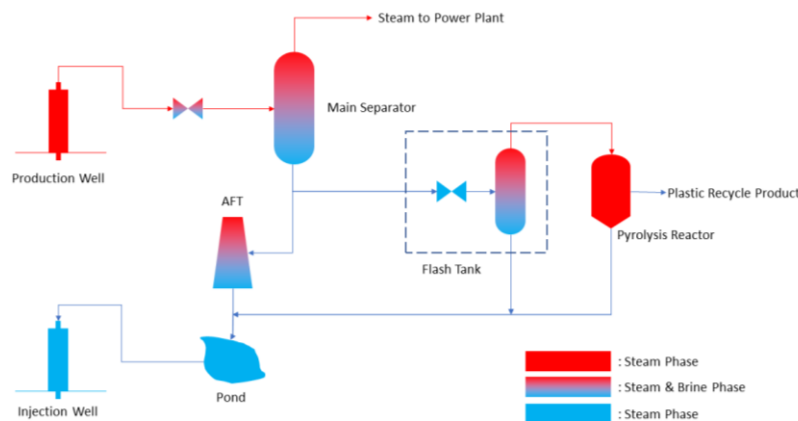 Steam to Power Plant
Main Separator
Production Well
Plastic Recycle Product
AFT
Pyrolysis Reactor
Flash Tank
: Steam Phase
: Steam & Brine Phase
Pond
Injection Well
: Steam Phase